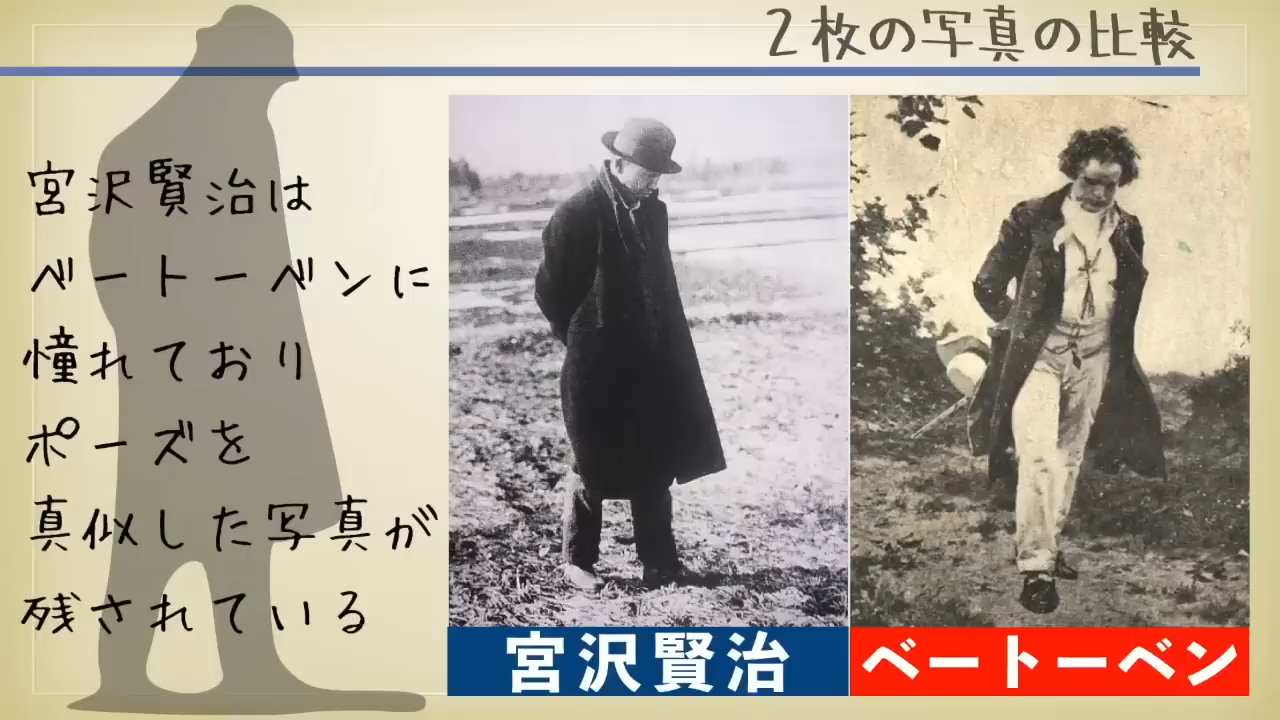 2枚の写真の比較
宮沢賢治は
ベートーベンに
憧れており
ポーズを
真似した写真が
残されている
宮沢賢治
ベートーベン